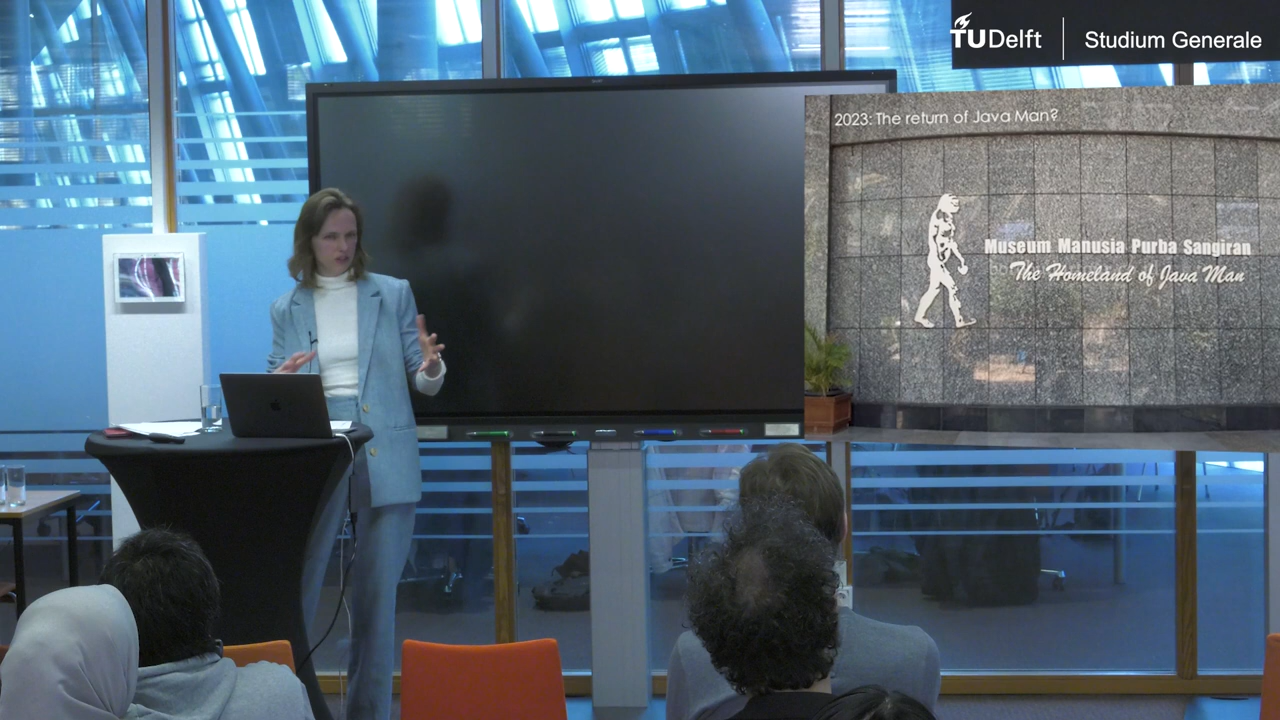 TUDelft
Studium Generale
2023: The return of Java Man?
Museum Manusia Purba Sangiran
The Homeland of Java Man